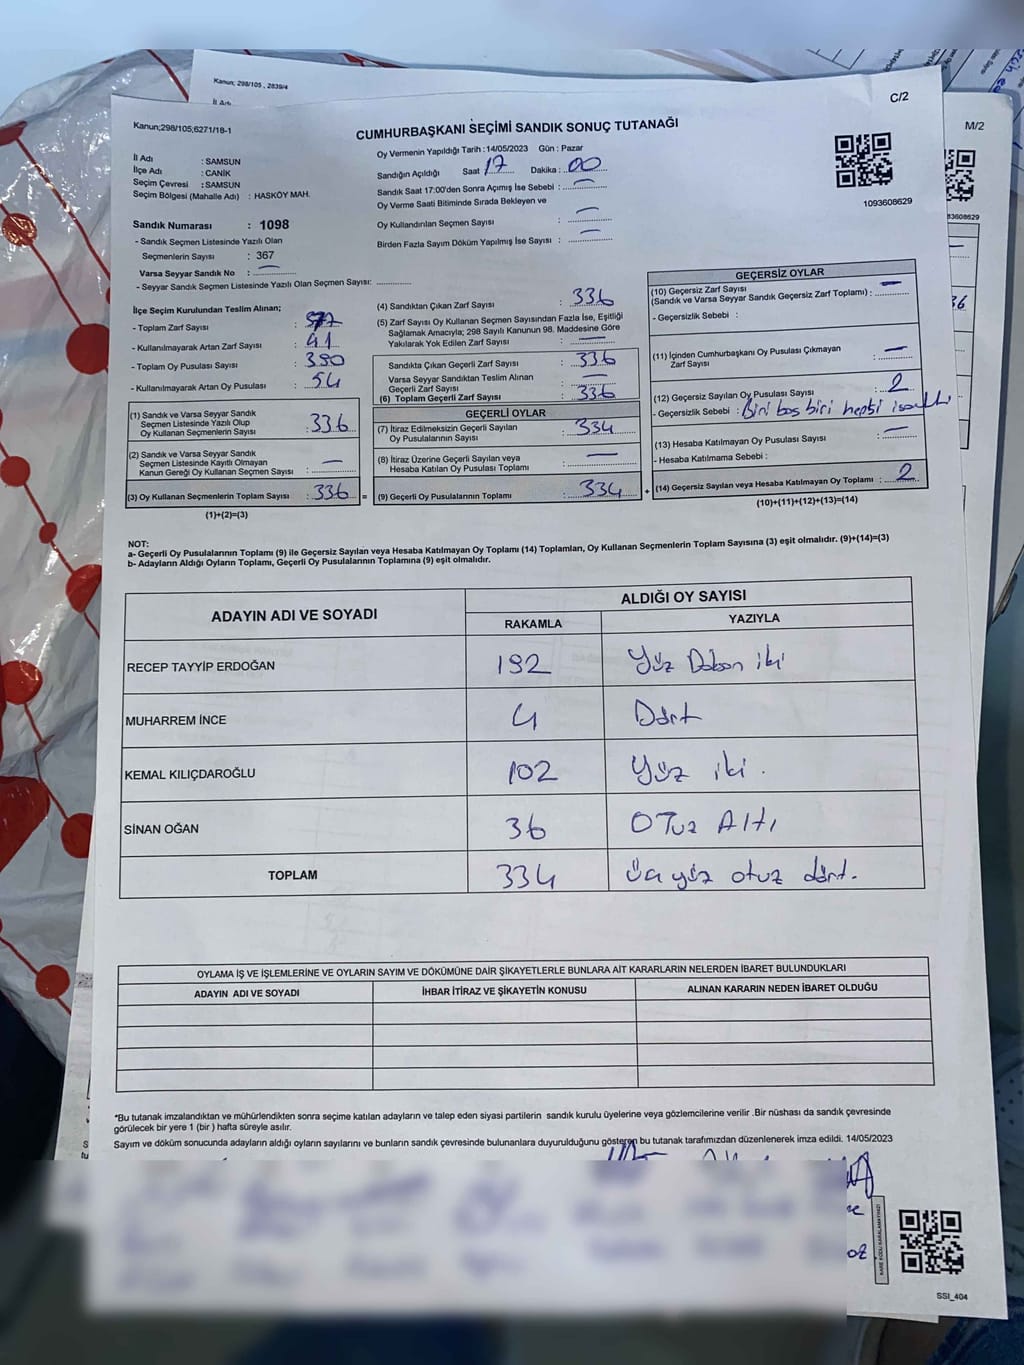 Kanun; 298/105 , 2839/4
İl Adı
C/2
M/2
Kanun;298/105;6271/18-1
CUMHURBAŞKANI SEÇİMİ SANDIK SONUÇ TUTANAĞI
Oy Vermenin Yapıldığı Tarih :14/05/2023 Gün : Pazar
İl Adı : SAMSUN
İlçe Adı : CANİK
Seçim Çevresi : SAMSUN
Seçim Bölgesi (Mahalle Adı) : HASKÖY MAH.
Sandığın Açıldığı Saat 17 Dakika : 00
Sandık Saat 17:00'den Sonra Açımış İse Sebebi : —
Oy Verme Saati Bitiminde Sırada Bekleyen ve
Oy Kullandırılan Seçmen Sayısı : —
Birden Fazla Sayım Döküm Yapılmış İse Sayısı : —
1093608629
93608629
Sandık Numarası : 1098
- Sandık Seçmen Listesinde Yazılı Olan
Seçmenlerin Sayısı : 367
Varsa Seyyar Sandık No : —
- Seyyar Sandık Seçmen Listesinde Yazılı Olan Seçmen Sayısı: ..............
İlçe Seçim Kurulundan Teslim Alınan;
- Toplam Zarf Sayısı :
- Kullanılmayarak Artan Zarf Sayısı : 41
- Toplam Oy Pusulası Sayısı : 390
- Kullanılmayarak Artan Oy Pusulası : 54
(1) Sandık ve Varsa Seyyar Sandık
Seçmen Listesinde Yazılı Olup
Oy Kullanan Seçmenlerin Sayısı : 336
(2) Sandık ve Varsa Seyyar Sandık
Seçmen Listesinde Kayıtlı Olmayan
Kanun Gereği Oy Kullanan Seçmen Sayısı : —
(3) Oy Kullanan Seçmenlerin Toplam Sayısı : 336 =
(1)+(2)=(3)
(4) Sandıktan Çıkan Zarf Sayısı : 336
(5) Zarf Sayısı Oy Kullanan Seçmen Sayısından Fazla İse, Eşitliği
Sağlamak Amacıyla; 298 Sayılı Kanunun 98. Maddesine Göre
Yakılarak Yok Edilen Zarf Sayısı : —
Sandıkta Çıkan Geçerli Zarf Sayısı : 336
Varsa Seyyar Sandıktan Teslim Alınan
Geçerli Zarf Sayısı : —
(6) Toplam Geçerli Zarf Sayısı : 336
GEÇERLİ OYLAR
(7) İtiraz Edilmeksizin Geçerli Sayılan
Oy Pusulalarının Sayısı : 334
(8) İtiraz Üzerine Geçerli Sayılan veya
Hesaba Katılan Oy Pusulası Toplamı : —
(9) Geçerli Oy Pusulalarının Toplamı : 334 +
GEÇERSİZ OYLAR
(10) Geçersiz Zarf Sayısı
(Sandık ve Varsa Seyyar Sandık Geçersiz Zarf Toplamı) : —
- Geçersizlik Sebebi :
(11) İçinden Cumhurbaşkanı Oy Pusulası Çıkmayan
Zarf Sayısı : —
(12) Geçersiz Sayılan Oy Pusulası Sayısı : 2
- Geçersizlik Sebebi : Biri boş biri hepsi
(13) Hesaba Katılmayan Oy Pusulası Sayısı : —
- Hesaba Katılmama Sebebi :
(14) Geçersiz Sayılan veya Hesaba Katılmayan Oy Toplamı : 2
(10)+(11)+(12)+(13)=(14)
NOT:
a- Geçerli Oy Pusulalarının Toplamı (9) ile Geçersiz Sayılan veya Hesaba Katılmayan Oy Toplamı (14) Toplamları, Oy Kullanan Seçmenlerin Toplam Sayısına (3) eşit olmalıdır. (9)+(14)=(3)
b- Adayların Aldığı Oyların Toplamı, Geçerli Oy Pusulalarının Toplamına (9) eşit olmalıdır.
ADAYIN ADI VE SOYADI
ALDIĞI OY SAYISI
RAKAMLA YAZIYLA
RECEP TAYYİP ERDOĞAN 192 Yüz Doksan iki
MUHARREM İNCE 4 Dört
KEMAL KILIÇDAROĞLU 102 Yüz iki .
SİNAN OĞAN 36 OTuz Altı
TOPLAM 334 Üç yüz otuz dört.
OYLAMA İŞ VE İŞLEMLERİNE VE OYLARIN SAYIM VE DÖKÜMÜNE DAİR ŞİKAYETLERLE BUNLARA AİT KARARLARIN NELERDEN İBARET BULUNDUKLARI
ADAYIN ADI VE SOYADI İHBAR İTİRAZ VE ŞİKAYETİN KONUSU ALINAN KARARIN NEDEN İBARET OLDUĞU
*Bu tutanak imzalandıktan ve mühürlendikten sonra seçime katılan adayların ve talep eden siyasi partilerin sandık kurulu üyelerine veya gözlemcilerine verilir .Bir nüshası da sandık çevresinde
görülecek bir yere 1 (bir ) hafta süreyle asılır.
Sayım ve döküm sonucunda adayların aldığı oyların sayılarını ve bunların sandık çevresinde bulunanlara duyurulduğunu gösteren bu tutanak tarafımızdan düzenlenerek imza edildi. 14/05/2023
KARE KODU KARALAMAYINIZ!
SSİ_404